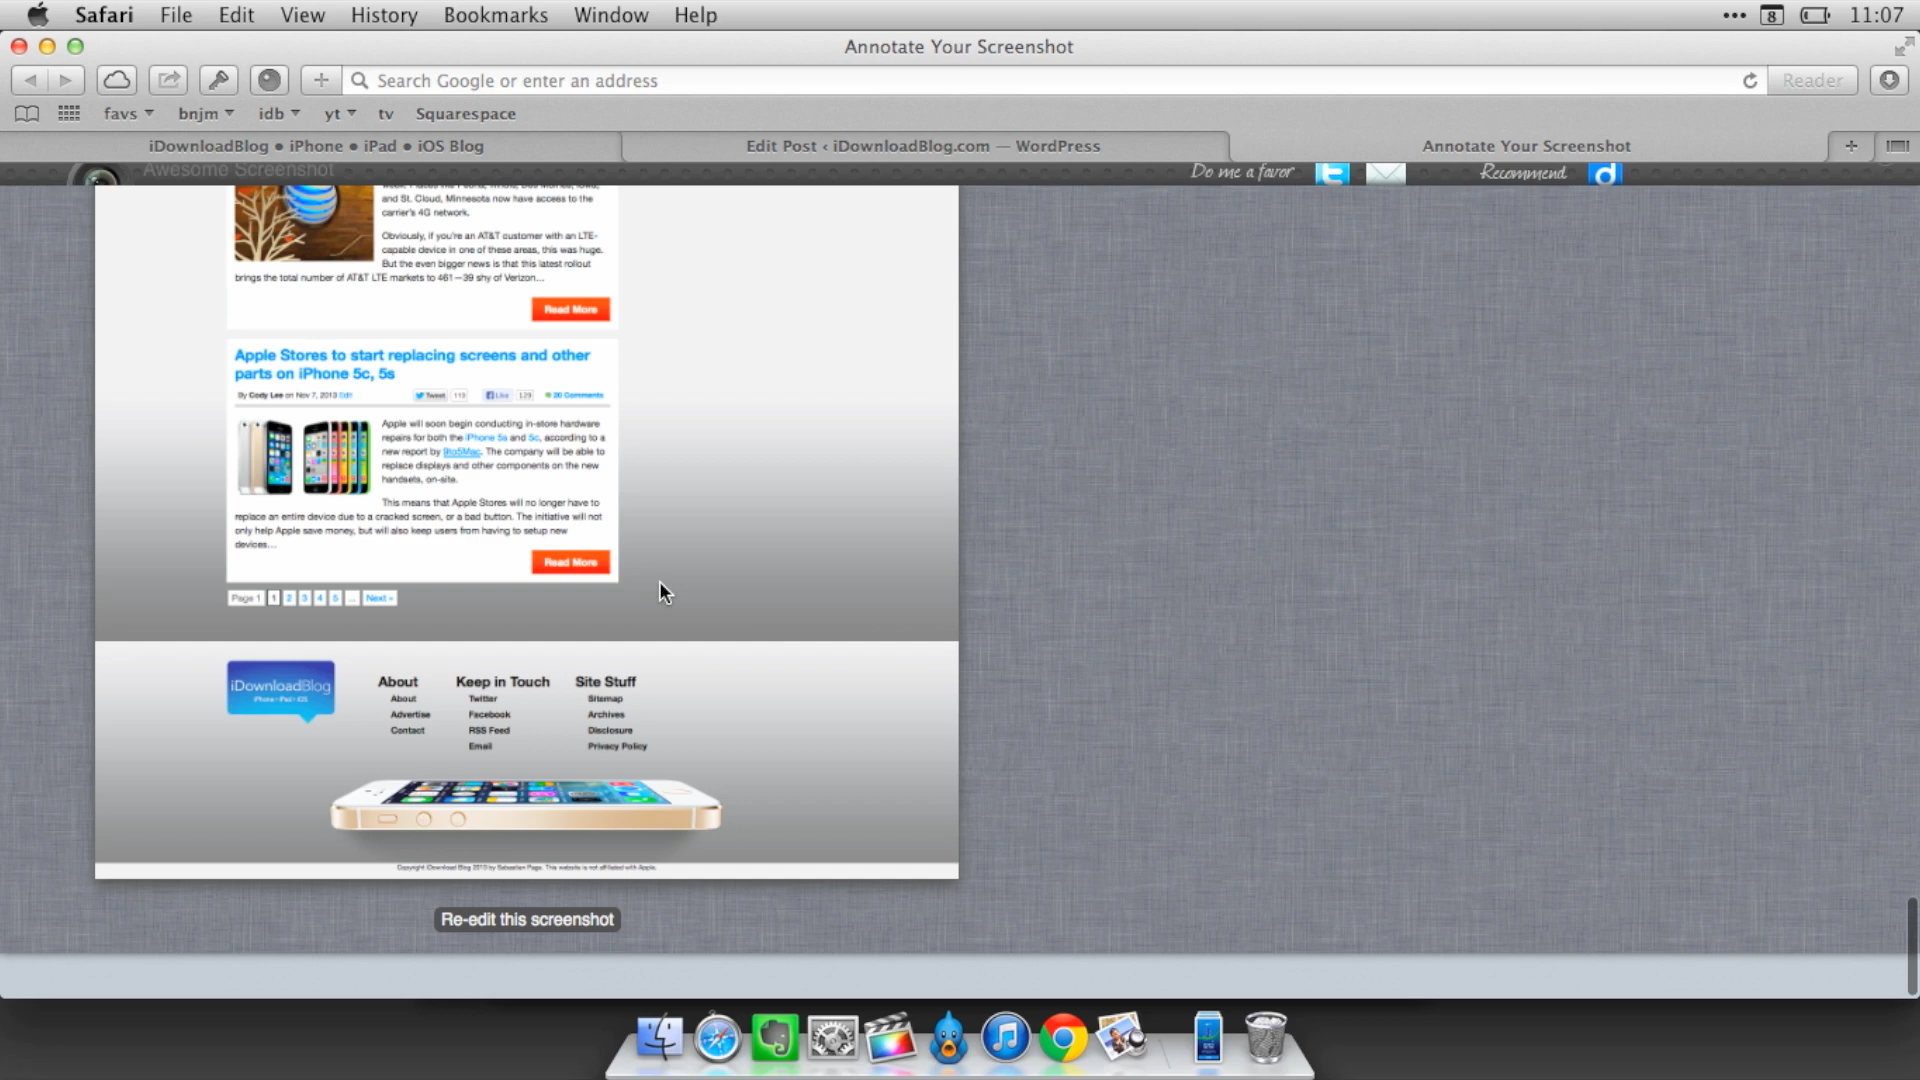 Safari File Edit View History Bookmarks Window Help 8 11:07
Annotate Your Screenshot
Search Google or enter an address Reader
favs bnjm idb yt tv Squarespace
iDownloadBlog • iPhone • iPad • iOS Blog Edit Post ‹ iDownloadBlog.com — WordPress Annotate Your Screenshot
Awesome Screenshot Do me a favor Recommend
and St. Cloud, Minnesota now have access to the
carrier's 4G network.
Obviously, if you're an AT&T customer with an LTE-
capable device in one of these areas, this was huge.
But the even bigger news is that this latest rollout
brings the total number of AT&T LTE markets to 461—39 shy of Verizon...
Read More
Apple Stores to start replacing screens and other
parts on iPhone 5c, 5s
By Cody Lee on Nov 7, 2013 Edit Tweet 113 Like 129 20 Comments
Apple will soon begin conducting in-store hardware
repairs for both the iPhone 5s and 5c, according to a
new report by 9to5Mac. The company will be able to
replace displays and other components on the new
handsets, on-site.
This means that Apple Stores will no longer have to
replace an entire device due to a cracked screen, or a bad button. The initiative will not
only help Apple save money, but will also keep users from having to setup new
devices...
Read More
Page 1 1 2 3 4 5 ... Next »
iDownloadBlog
iPhone • iPad • iOS
About Keep in Touch Site Stuff
About Twitter Sitemap
Advertise Facebook Archives
Contact RSS Feed Disclosure
Email Privacy Policy
Copyright iDownload Blog 2013 by Sebastien Page. This website is not affiliated with Apple.
Re-edit this screenshot